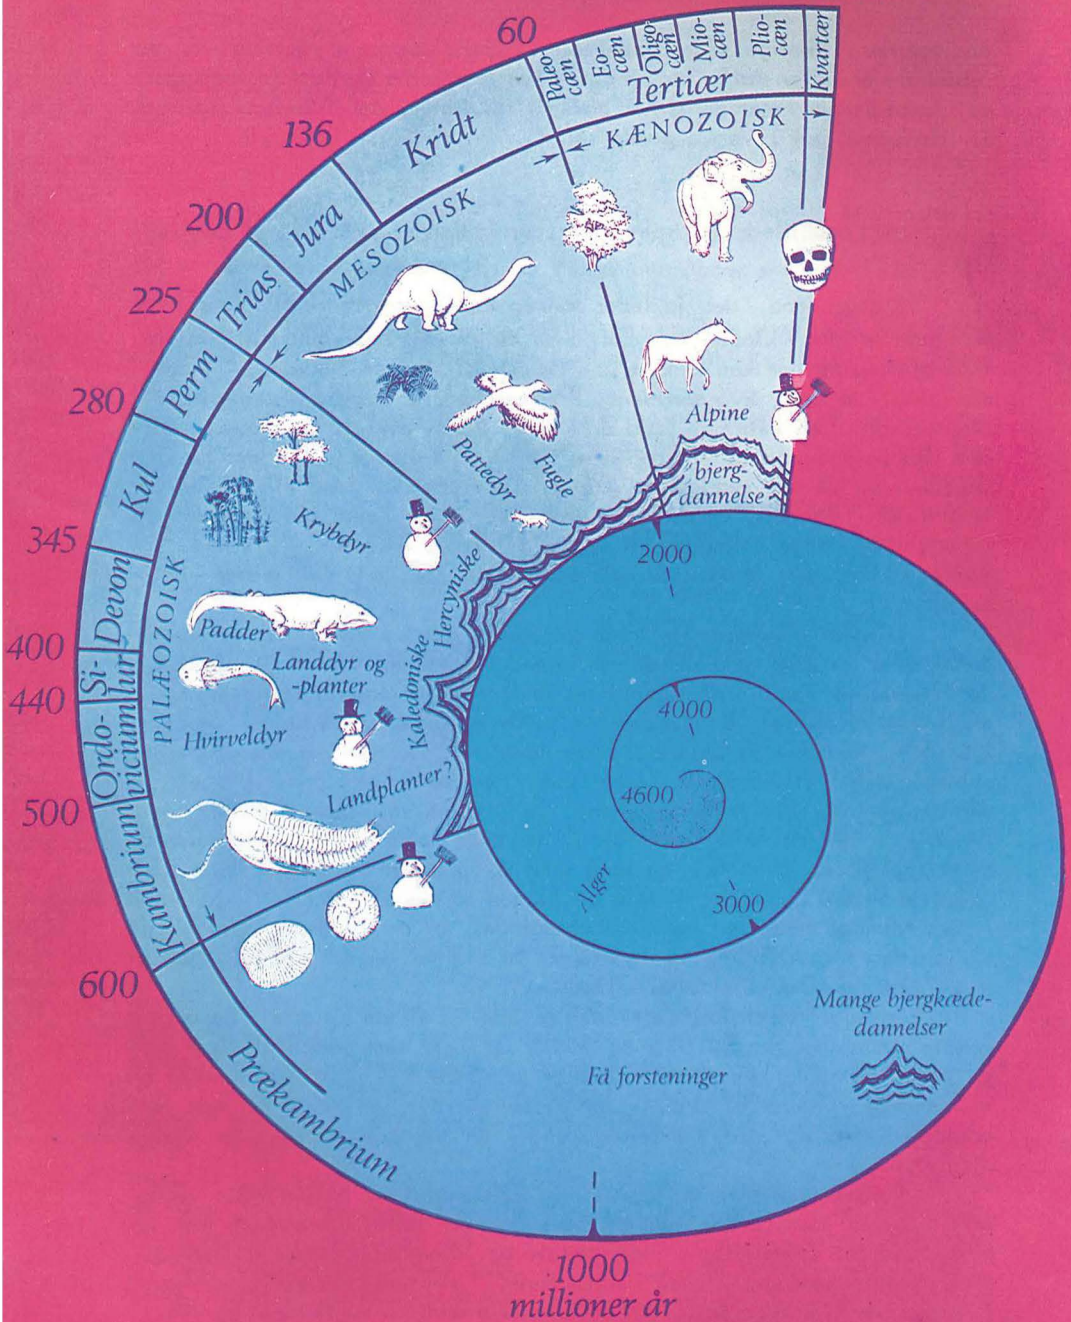 60
Paleo-
cæn
Eo-
cæn
Oligo-
cæn
Mio-
cæn
Plio-
cæn
Kvartær
Tertiær
KÆNOZOISK
136
Kridt
200
Jura
MESOZOISK
225
Trias
280
Perm
Kul
345
Devon
400
Si-
lur
440
Ordo-
vicium
500
Kambrium
600
PALÆOZOISK
Prækambrium
Alpine
bjerg-
dannelse
Fugle
Pattedyr
Krybdyr
Hercyniske
Padder
Landdyr og
-planter
Kaledoniske
Hvirveldyr
Landplanter?
2000
4000
4600
Alger
3000
Mange bjergkæde-
dannelser
Få forsteninger
1000
millioner år